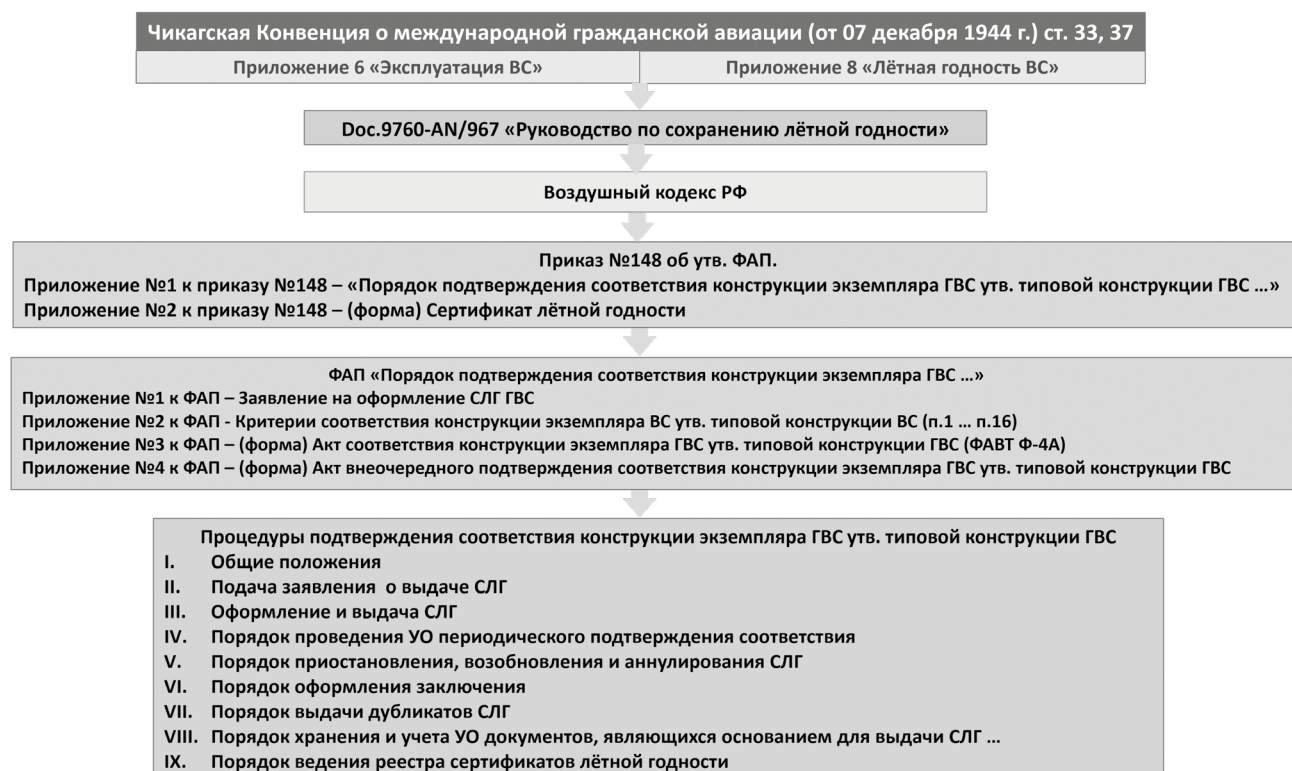 Чикагская Конвенция о международной гражданской авиации (от 07 декабря 1944 г.) ст. 33, 37
Приложение 6 «Эксплуатация ВС»
Приложение 8 «Лётная годность ВС»
Doc.9760-AN/967 «Руководство по сохранению лётной годности»
Воздушный кодекс РФ
Приказ №148 об утв. ФАП.
Приложение №1 к приказу №148 – «Порядок подтверждения соответствия конструкции экземпляра ГВС утв. типовой конструкции ГВС ...»
Приложение №2 к приказу №148 – (форма) Сертификат лётной годности
ФАП «Порядок подтверждения соответствия конструкции экземпляра ГВС ...»
Приложение №1 к ФАП – Заявление на оформление СЛГ ГВС
Приложение №2 к ФАП - Критерии соответствия конструкции экземпляра ВС утв. типовой конструкции ВС (п.1 ... п.16)
Приложение №3 к ФАП – (форма) Акт соответствия конструкции экземпляра ГВС утв. типовой конструкции ГВС (ФАВТ Ф-4А)
Приложение №4 к ФАП – (форма) Акт внеочередного подтверждения соответствия конструкции экземпляра ГВС утв. типовой конструкции ГВС
Процедуры подтверждения соответствия конструкции экземпляра ГВС утв. типовой конструкции ГВС
I. Общие положения
II. Подача заявления о выдаче СЛГ
III. Оформление и выдача СЛГ
IV. Порядок проведения УО периодического подтверждения соответствия
V. Порядок приостановления, возобновления и аннулирования СЛГ
VI. Порядок оформления заключения
VII. Порядок выдачи дубликатов СЛГ
VIII. Порядок хранения и учета УО документов, являющихся основанием для выдачи СЛГ ...
IX. Порядок ведения реестра сертификатов лётной годности